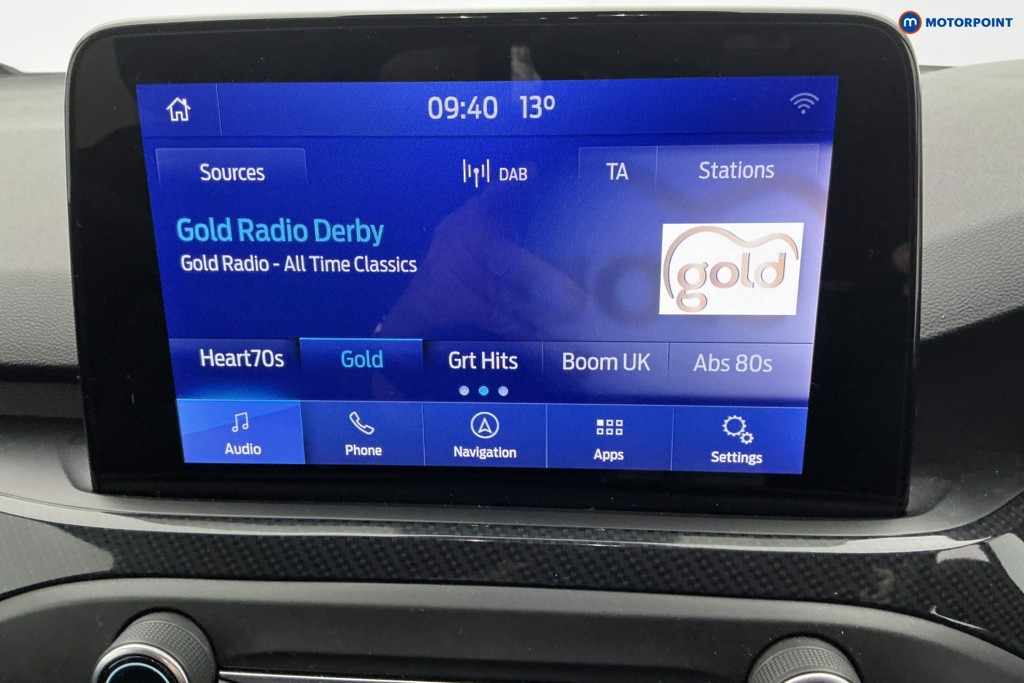 m MOTORPOINT
09:40 13º
Sources DAB TA Stations
Gold Radio Derby
Gold Radio - All Time Classics
gold
Heart70s Gold Grt Hits Boom UK Abs 80s
Audio Phone Navigation Apps Settings